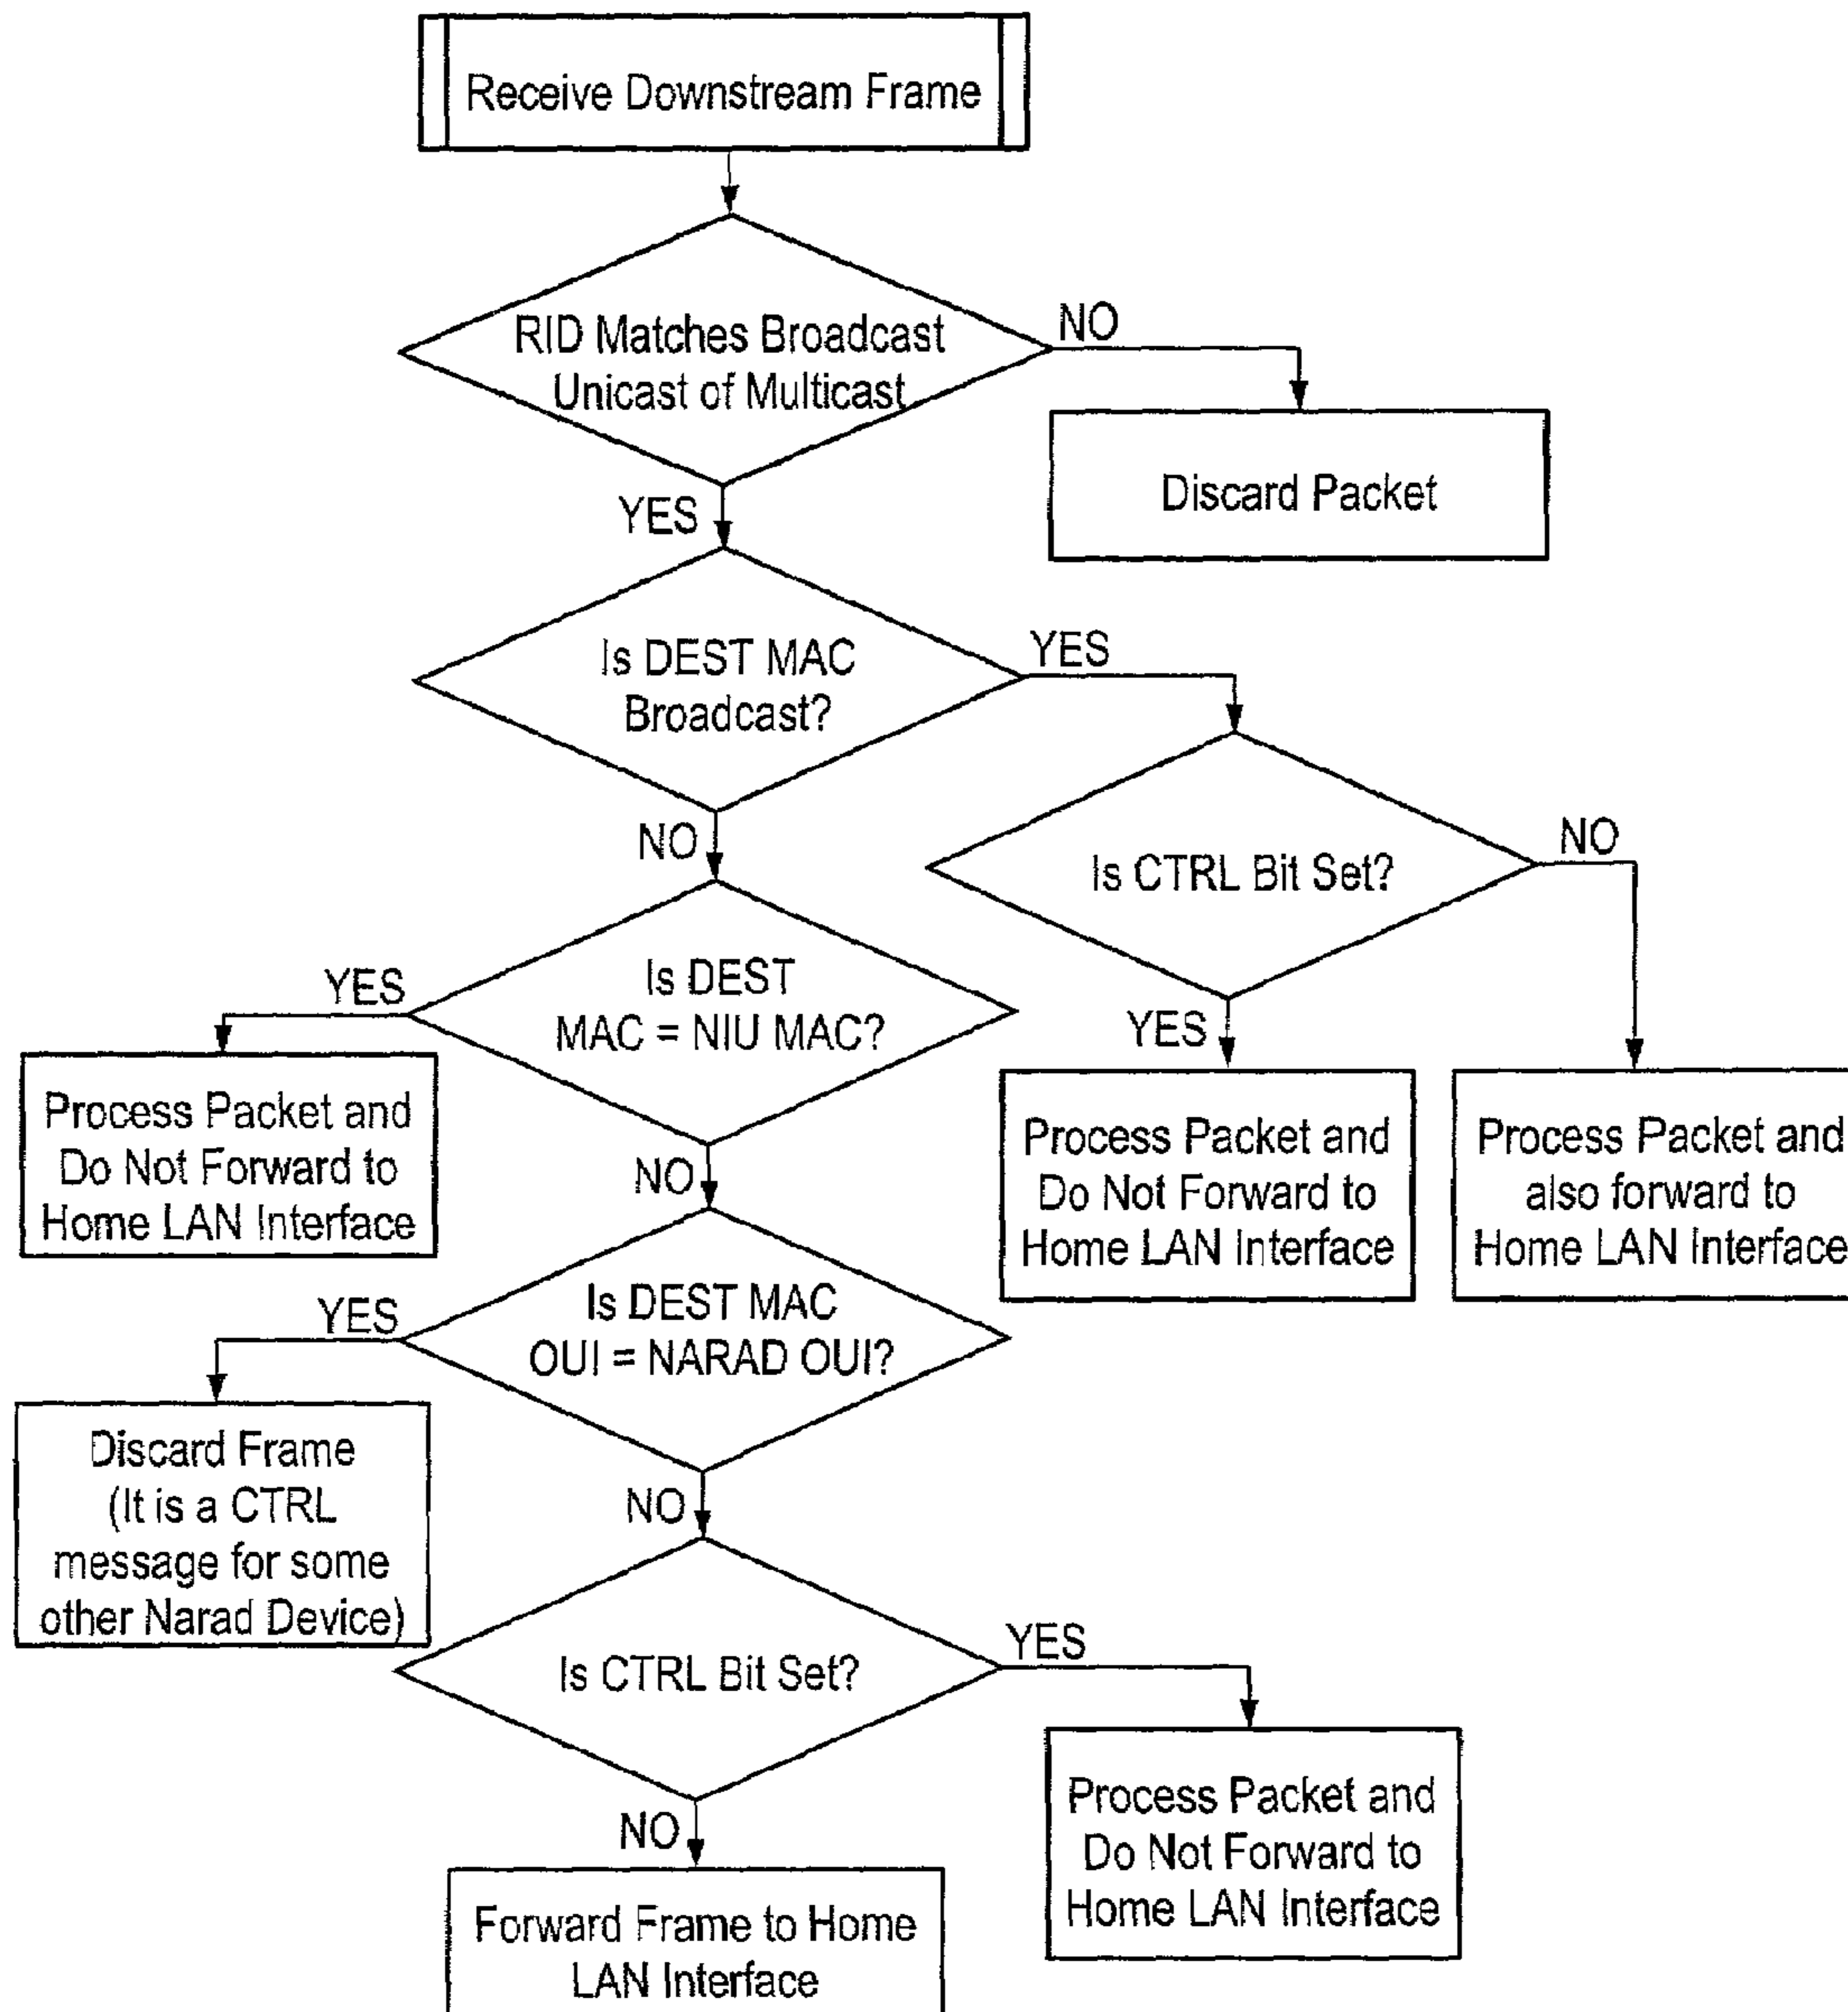 Receive Downstream Frame
RID Matches Broadcast
Unicast of Multicast
NO
Discard Packet
YES
Is DEST MAC
Broadcast?
YES
NO
Is CTRL Bit Set?
NO
YES
Process Packet and
Do Not Forward to
Home LAN Interface
Process Packet and
also forward to
Home LAN Interface
Is DEST
MAC = NIU MAC?
YES
Process Packet and
Do Not Forward to
Home LAN Interface
NO
Is DEST MAC
OUI = NARAD OUI?
YES
Discard Frame
(It is a CTRL
message for some
other Narad Device)
NO
Is CTRL Bit Set?
YES
Process Packet and
Do Not Forward to
Home LAN Interface
NO
Forward Frame to Home
LAN Interface